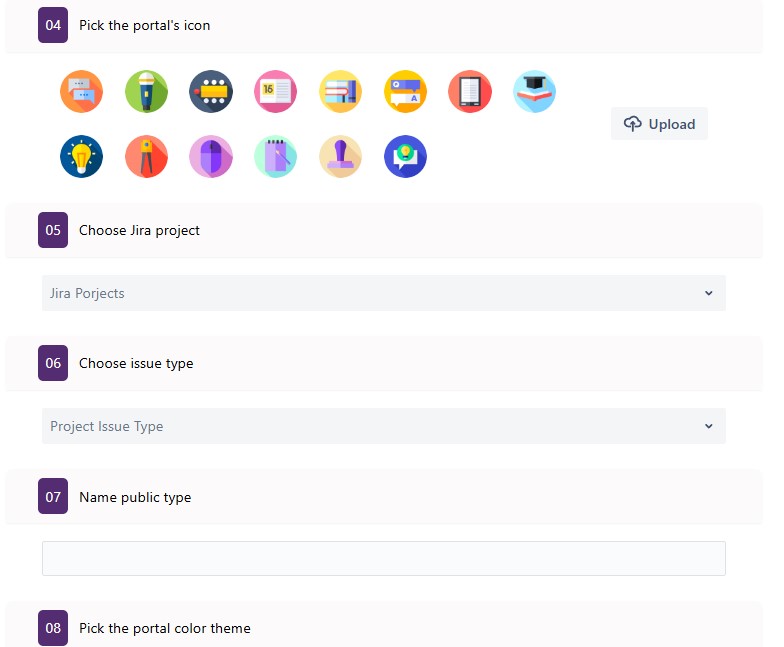 04 Pick the portal's icon
16
Q
A
Upload
05 Choose Jira project
Jira Porjects
06 Choose issue type
Project Issue Type
07 Name public type
08 Pick the portal color theme